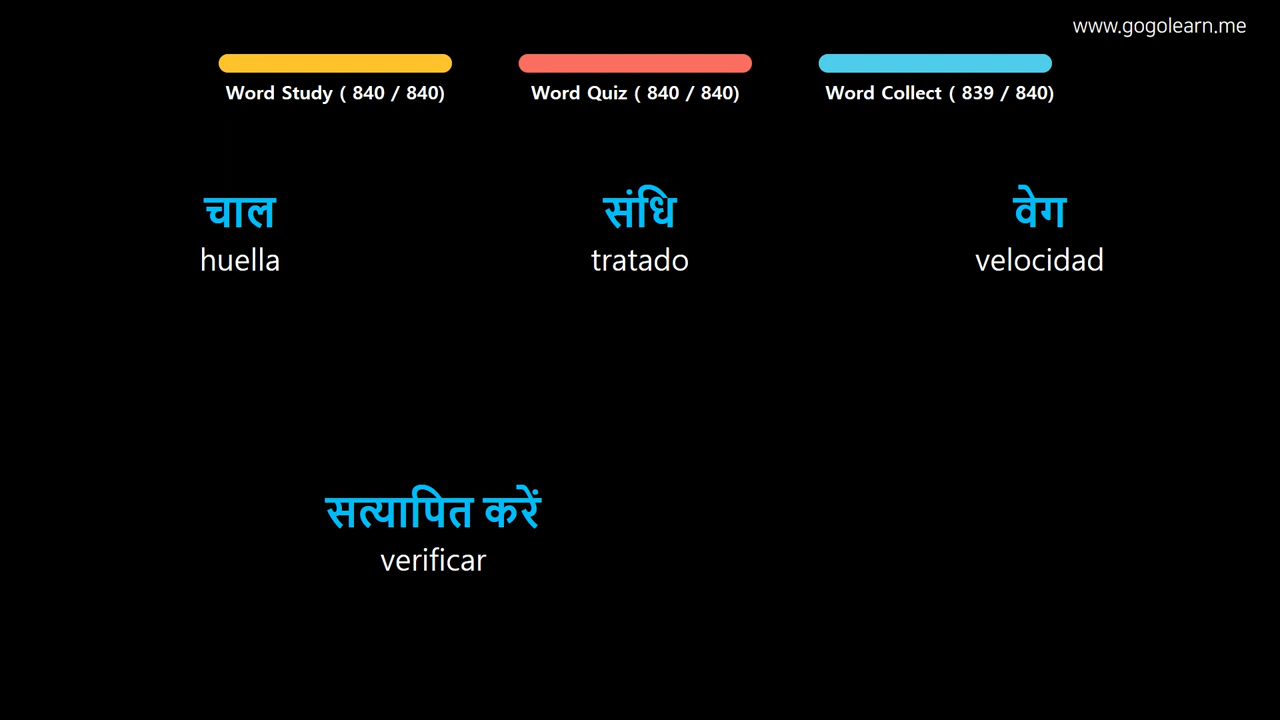 www.gogolearn.me
Word Study ( 840 / 840)
Word Quiz ( 840 / 840)
Word Collect ( 839 / 840)
चाल
huella
संधि
tratado
वेग
velocidad
सत्यापित करें
verificar